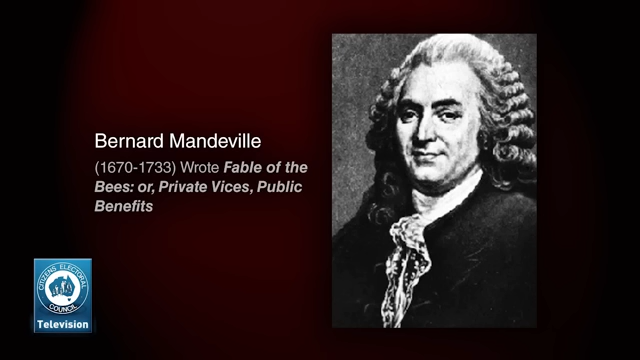 Bernard Mandeville
(1670-1733) Wrote Fable of the
Bees: or, Private Vices, Public
Benefits
CITIZENS ELECTORAL
COUNCIL
Television